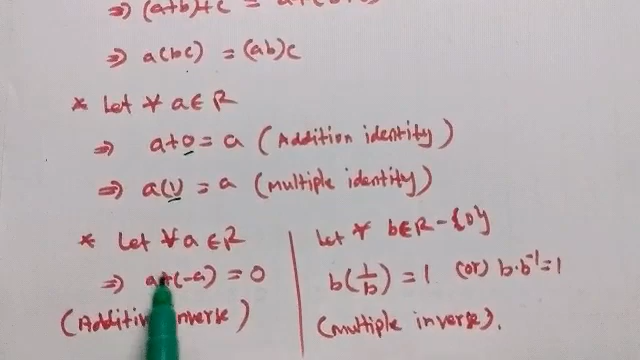 ⇒ (a+b)+c = a+(b+c)
⇒ a(bc) = (ab)c
* Let ∀ a∈R
⇒ a+0 = a (Addition identity)
⇒ a(1) = a (Multiple identity)
* Let ∀ a∈R
⇒ a+(-a) = 0
(Additive inverse)
Let ∀ b∈R-{0}
b(1/b) = 1 (or) b·b⁻¹=1
(multiple inverse).